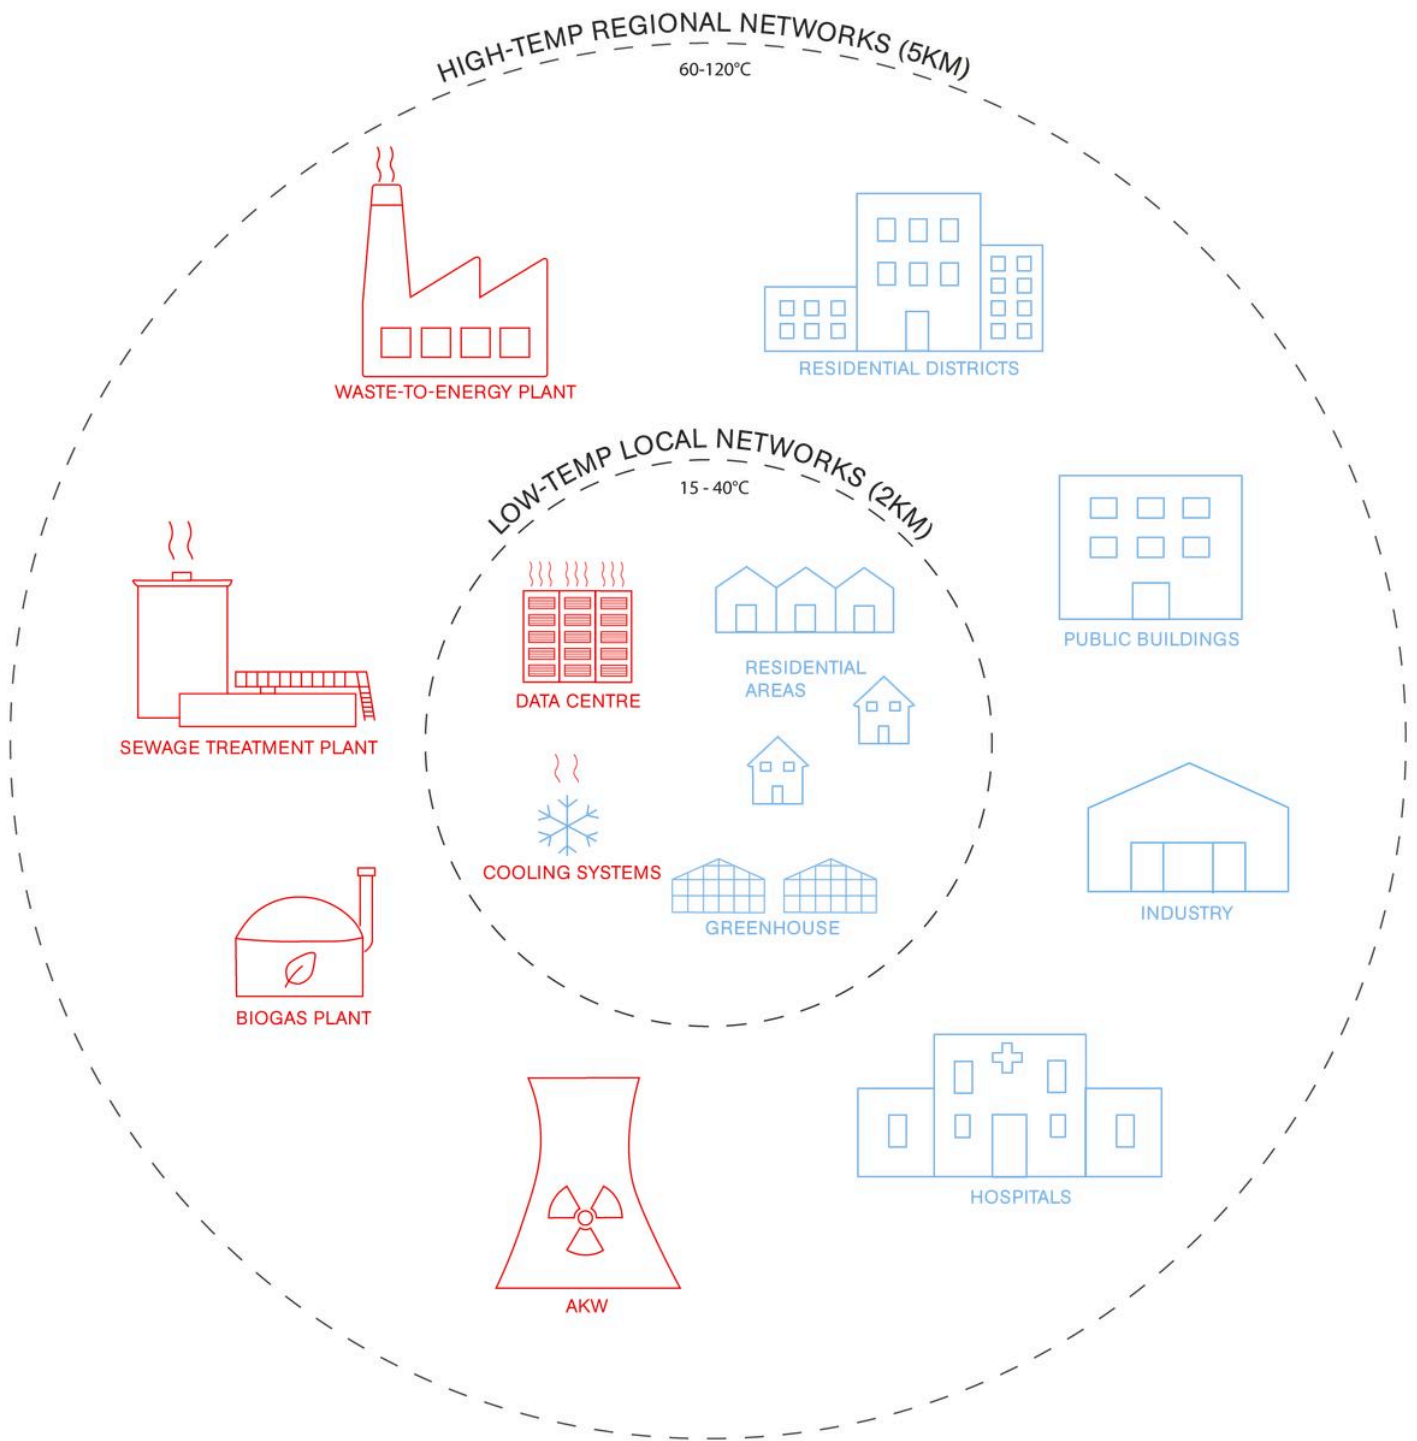 HIGH-TEMP REGIONAL NETWORKS (5KM)
60-120°C
WASTE-TO-ENERGY PLANT
RESIDENTIAL DISTRICTS
LOW-TEMP LOCAL NETWORKS (2KM)
15 - 40°C
SEWAGE TREATMENT PLANT
DATA CENTRE
RESIDENTIAL
AREAS
PUBLIC BUILDINGS
COOLING SYSTEMS
GREENHOUSE
INDUSTRY
BIOGAS PLANT
HOSPITALS
AKW